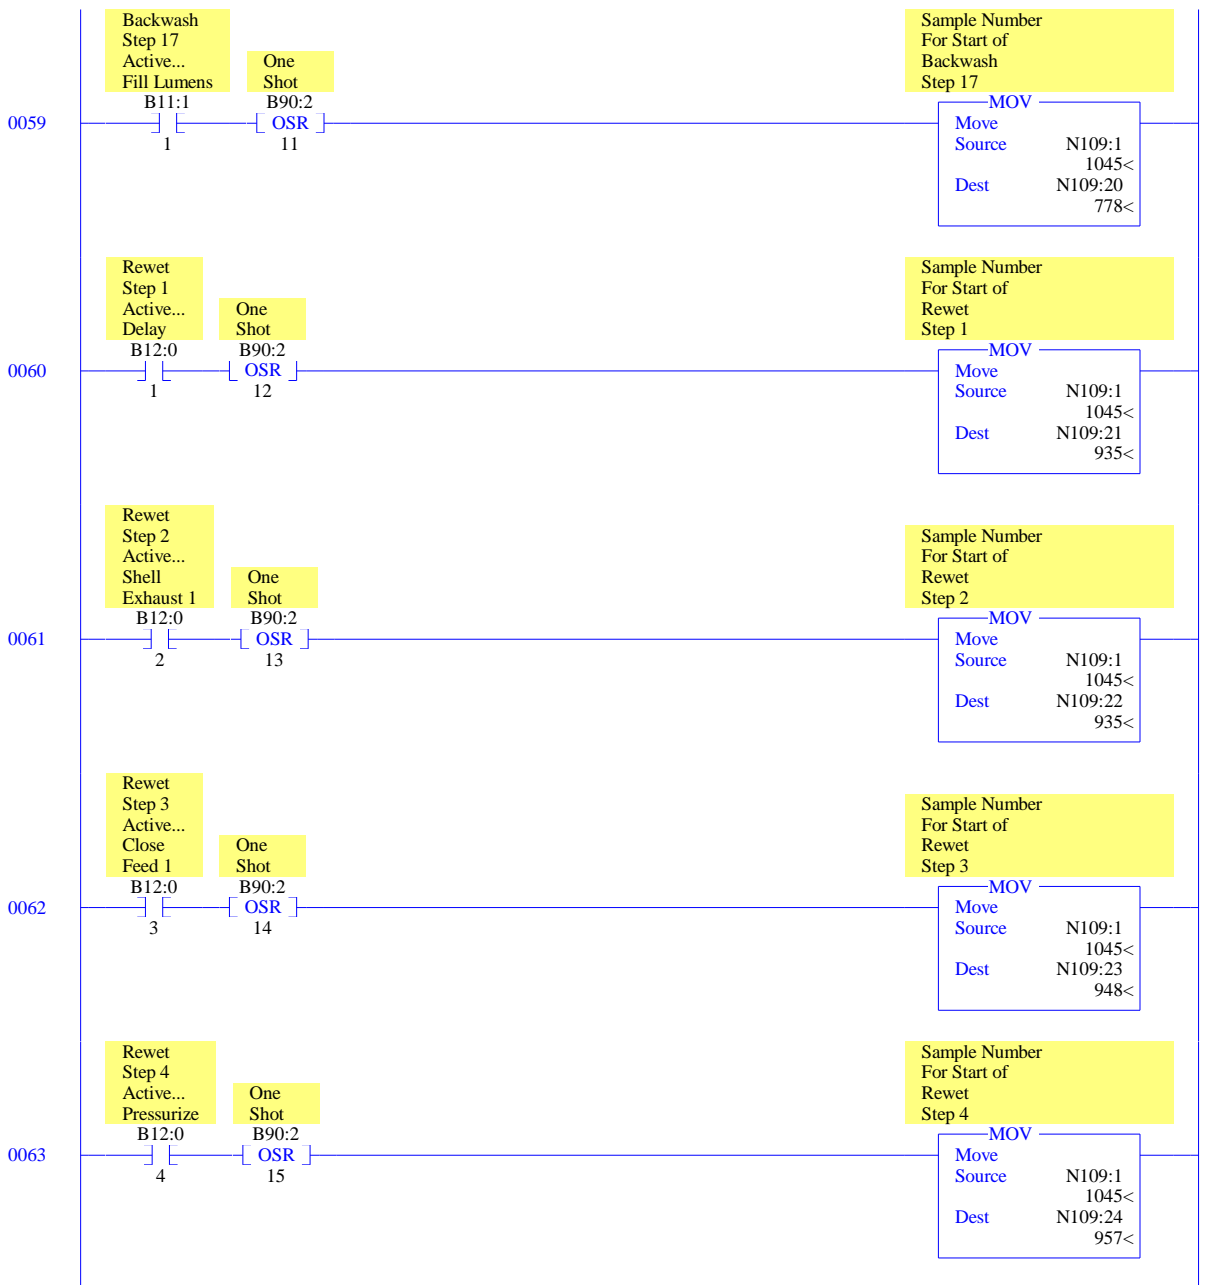 Backwash
Step 17
Active...
Fill Lumens
One
Shot
Sample Number
For Start of
Backwash
Step 17
B11:1
B90:2
MOV
0059
OSR
1
11
Move
Source N109:1
1045<
Dest N109:20
778<
Rewet
Step 1
Active...
Delay
One
Shot
Sample Number
For Start of
Rewet
Step 1
B12:0
B90:2
MOV
0060
OSR
1
12
Move
Source N109:1
1045<
Dest N109:21
935<
Rewet
Step 2
Active...
Shell
Exhaust 1
One
Shot
Sample Number
For Start of
Rewet
Step 2
B12:0
B90:2
MOV
0061
OSR
2
13
Move
Source N109:1
1045<
Dest N109:22
935<
Rewet
Step 3
Active...
Close
Feed 1
One
Shot
Sample Number
For Start of
Rewet
Step 3
B12:0
B90:2
MOV
0062
OSR
3
14
Move
Source N109:1
1045<
Dest N109:23
948<
Rewet
Step 4
Active...
Pressurize
One
Shot
Sample Number
For Start of
Rewet
Step 4
B12:0
B90:2
MOV
0063
OSR
4
15
Move
Source N109:1
1045<
Dest N109:24
957<